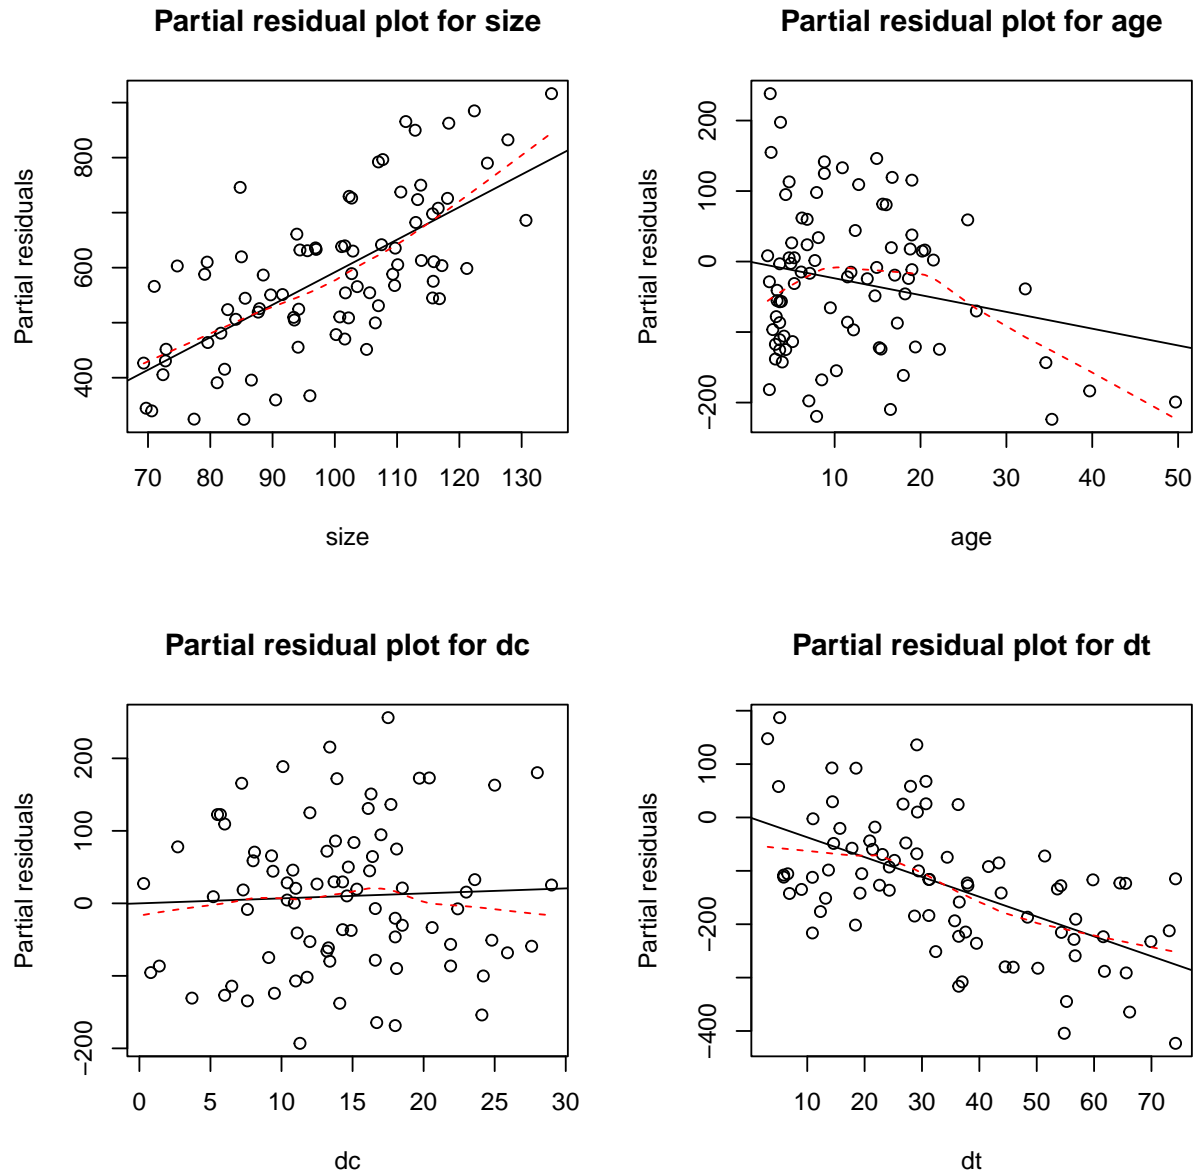 Partial residual plot for size
Partial residuals
400 600 800
70 80 90 100 110 120 130
size
Partial residual plot for age
Partial residuals
−200 0 100 200
10 20 30 40 50
age
Partial residual plot for dc
Partial residuals
−200 0 100 200
0 5 10 15 20 25 30
dc
Partial residual plot for dt
Partial residuals
−400 −200 0 100
10 20 30 40 50 60 70
dt